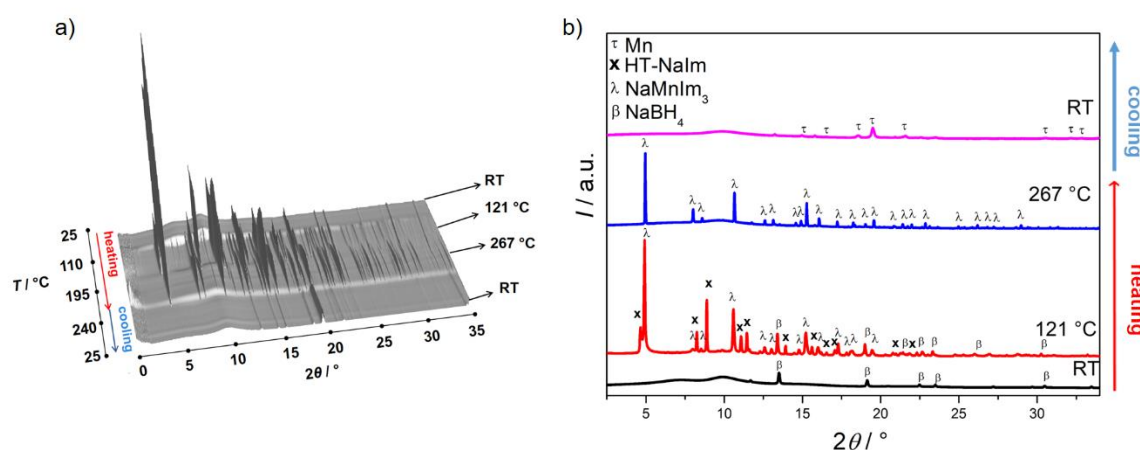 a)
RT
121 °C
267 °C
RT
25
110
195
240
25
T / °C
heating
cooling
0
5
10
15
20
25
30
35
2θ / °
b)
τ Mn
x HT-NaIm
λ NaMnIm₃
β NaBH₄
τ τ τ τ τ τ τ τ
RT
cooling
λ λ λ λ λ λ λ λ λ λ λ λ λ λ λ λ λ λ λ λ λ
267 °C
I / a.u.
121 °C
heating
RT
β β β β β
5
10
15
20
25
30
2θ / °